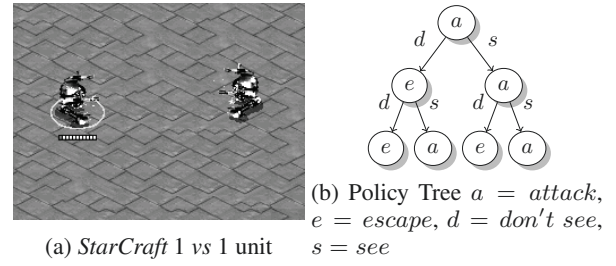 a
d s
e a
d s d s
e a e a
(a) StarCraft 1 vs 1 unit
(b) Policy Tree a = attack,
e = escape, d = don't see,
s = see